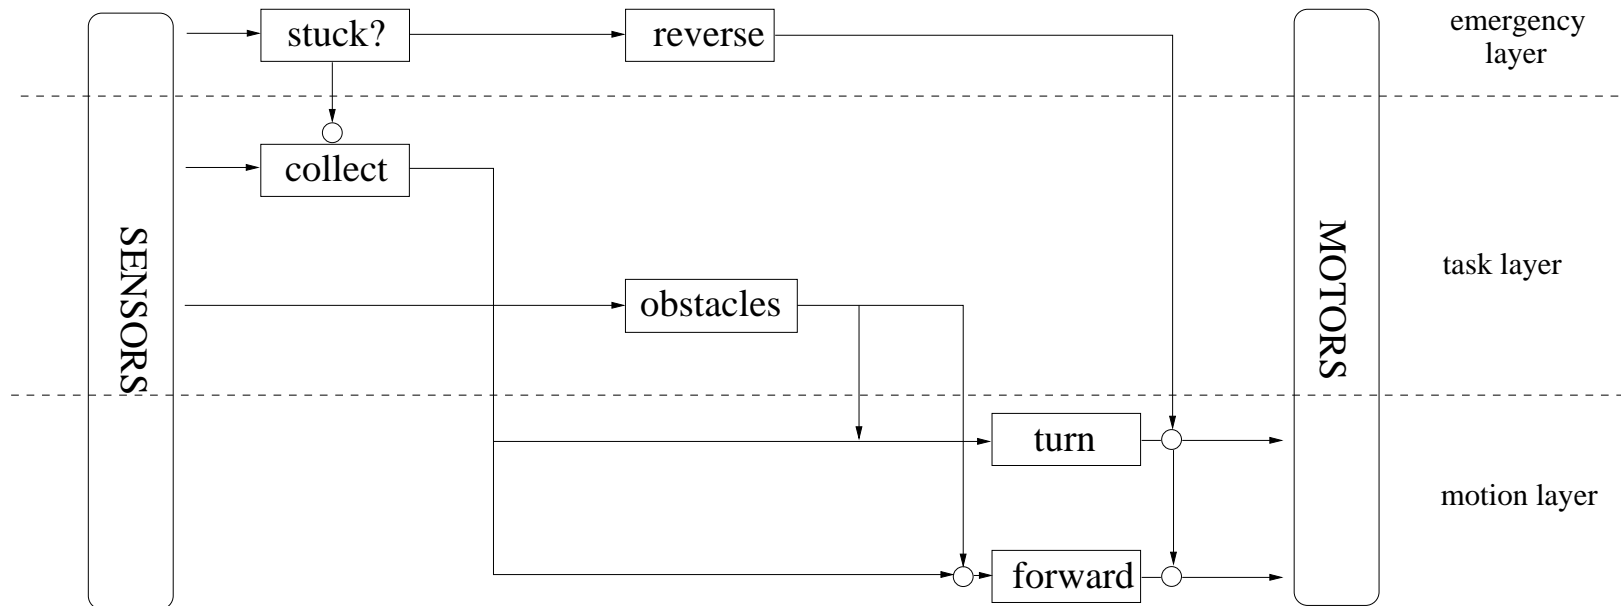 stuck?
reverse
emergency
layer
collect
SENSORS
MOTORS
task layer
obstacles
turn
motion layer
forward